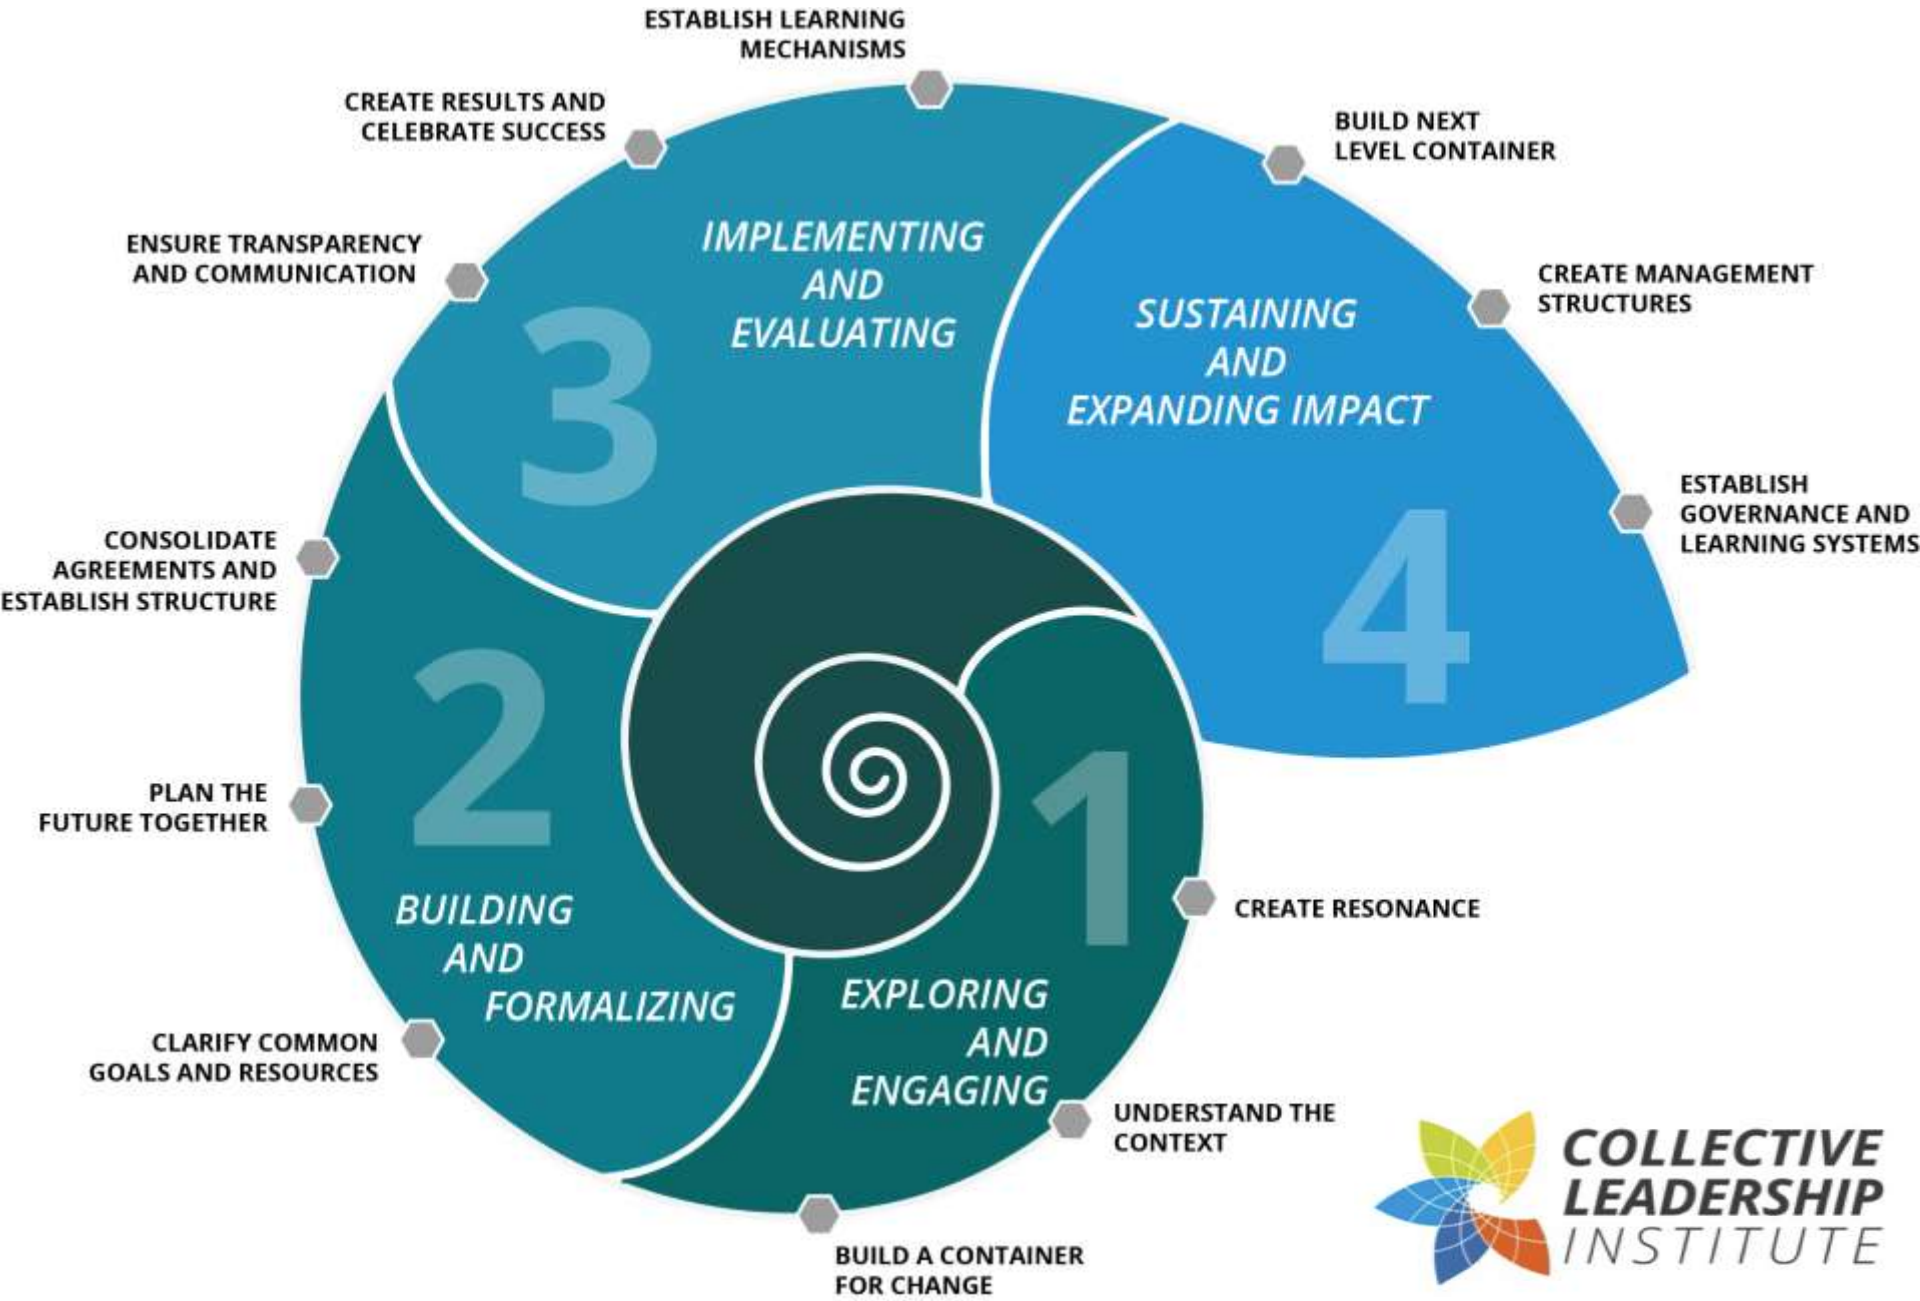 ESTABLISH LEARNING
MECHANISMS
CREATE RESULTS AND
CELEBRATE SUCCESS
BUILD NEXT
LEVEL CONTAINER
ENSURE TRANSPARENCY
AND COMMUNICATION
CREATE MANAGEMENT
STRUCTURES
IMPLEMENTING
AND
EVALUATING
3
SUSTAINING
AND
EXPANDING IMPACT
4
ESTABLISH
GOVERNANCE AND
LEARNING SYSTEMS
CONSOLIDATE
AGREEMENTS AND
ESTABLISH STRUCTURE
2
PLAN THE
FUTURE TOGETHER
BUILDING
AND
FORMALIZING
1
CREATE RESONANCE
EXPLORING
AND
ENGAGING
CLARIFY COMMON
GOALS AND RESOURCES
UNDERSTAND THE
CONTEXT
BUILD A CONTAINER
FOR CHANGE
COLLECTIVE
LEADERSHIP
INSTITUTE